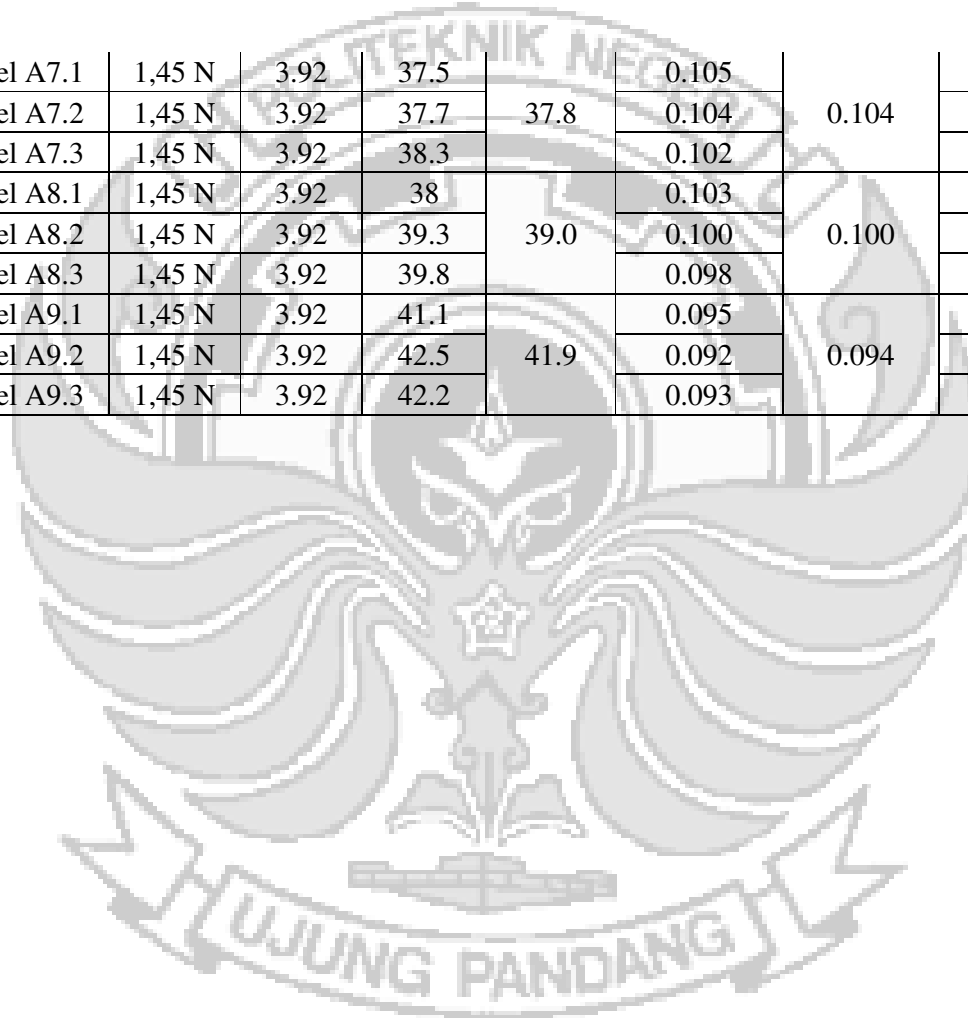 POLITEKNIK NEGERI
el A7.1 1,45 N 3.92 37.5 0.105
el A7.2 1,45 N 3.92 37.7 37.8 0.104 0.104
el A7.3 1,45 N 3.92 38.3 0.102
el A8.1 1,45 N 3.92 38 0.103
el A8.2 1,45 N 3.92 39.3 39.0 0.100 0.100
el A8.3 1,45 N 3.92 39.8 0.098
el A9.1 1,45 N 3.92 41.1 0.095
el A9.2 1,45 N 3.92 42.5 41.9 0.092 0.094
el A9.3 1,45 N 3.92 42.2 0.093
UJUNG PANDANG